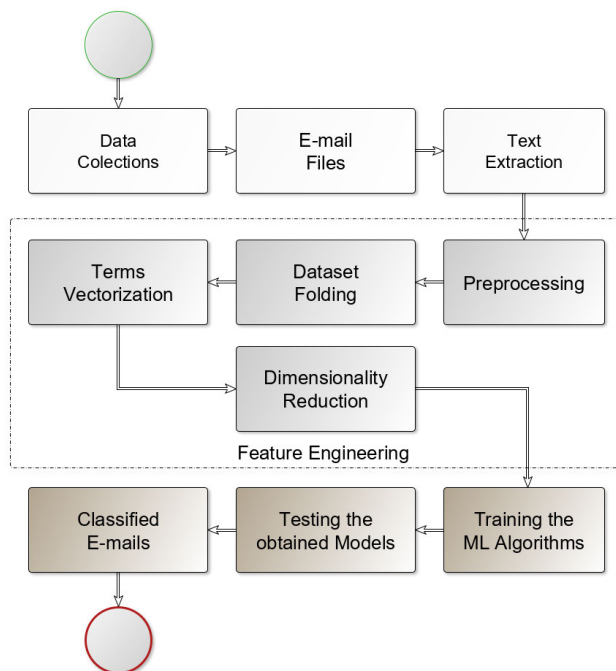 Data
Colections
E-mail
Files
Text
Extraction
Preprocessing
Dataset
Folding
Terms
Vectorization
Dimensionality
Reduction
Feature Engineering
Training the
ML Algorithms
Testing the
obtained Models
Classified
E-mails